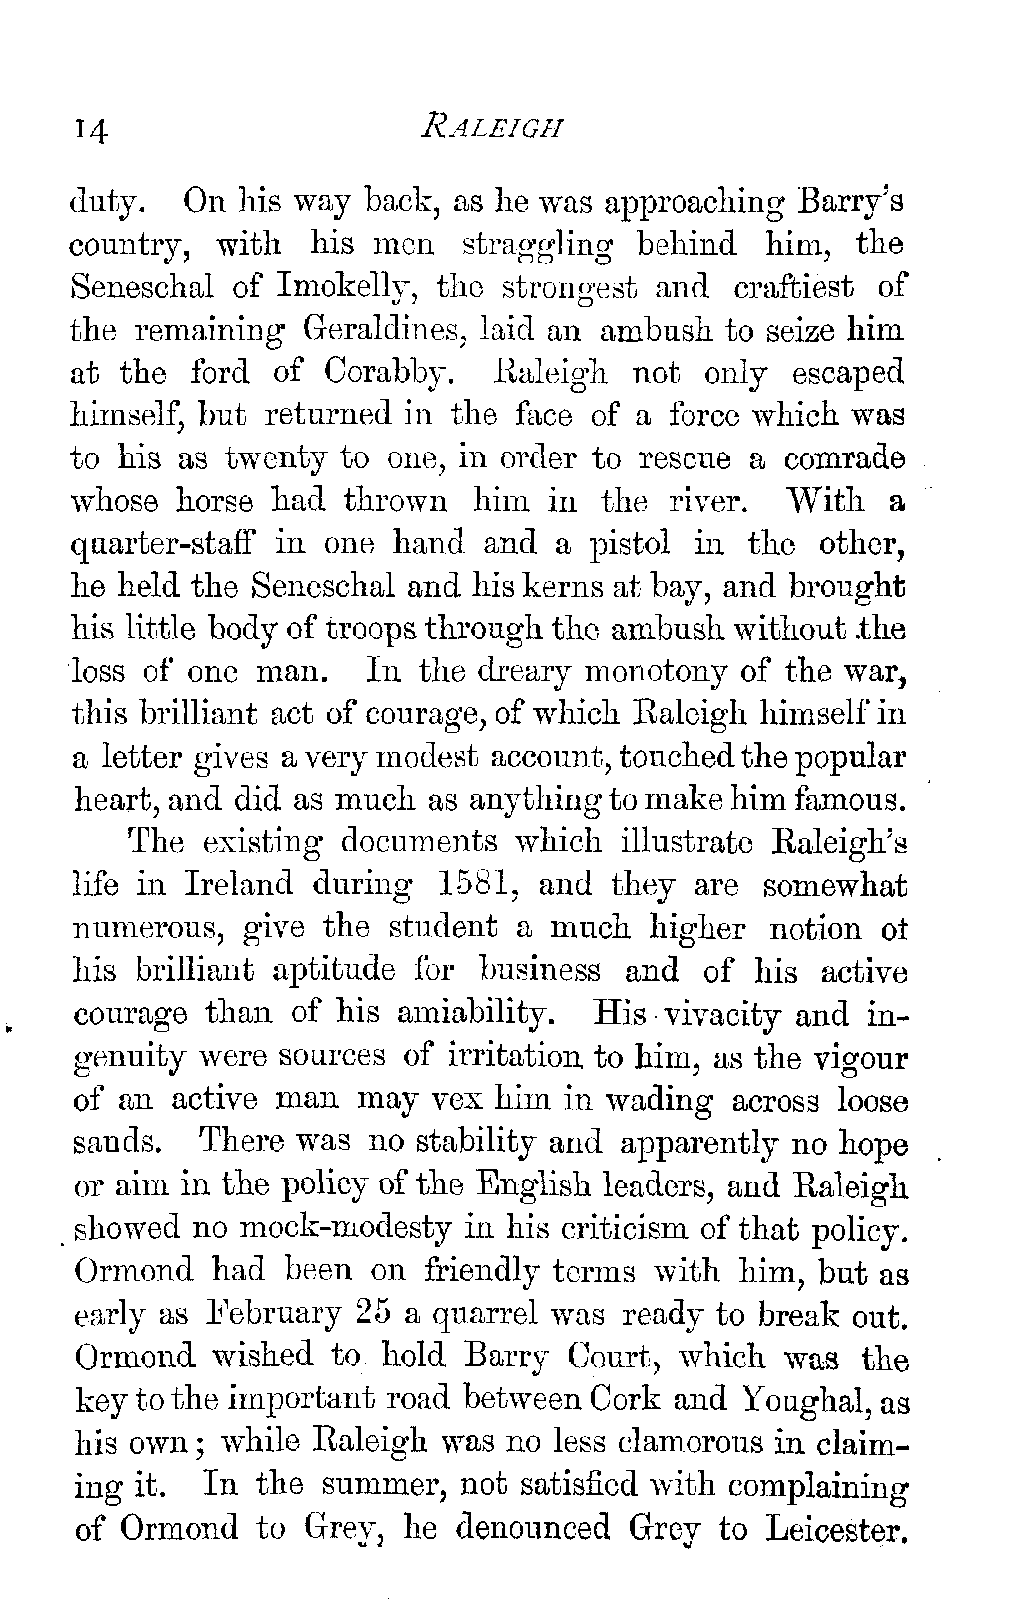 14 RALEIGH
duty. On his way back, as he was approaching Barry's
country, with his men straggling behind him, the
Seneschal of Imokelly, the strongest and craftiest of
the remaining Geraldines, laid an ambush to seize him
at the ford of Corabby. Raleigh not only escaped
himself, but returned in the face of a force which was
to his as twenty to one, in order to rescue a comrade
whose horse had thrown him in the river. With a
quarter-staff in one hand and a pistol in the other,
he held the Seneschal and his kerns at bay, and brought
his little body of troops through the ambush without the
loss of one man. In the dreary monotony of the war,
this brilliant act of courage, of which Raleigh himself in
a letter gives a very modest account, touched the popular
heart, and did as much as anything to make him famous.
The existing documents which illustrate Raleigh's
life in Ireland during 1581, and they are somewhat
numerous, give the student a much higher notion of
his brilliant aptitude for business and of his active
courage than of his amiability. His vivacity and in-
genuity were sources of irritation to him, as the vigour
of an active man may vex him in wading across loose
sands. There was no stability and apparently no hope
or aim in the policy of the English leaders, and Raleigh
showed no mock-modesty in his criticism of that policy.
Ormond had been on friendly terms with him, but as
early as February 25 a quarrel was ready to break out.
Ormond wished to hold Barry Court, which was the
key to the important road between Cork and Youghal, as
his own; while Raleigh was no less clamorous in claim-
ing it. In the summer, not satisfied with complaining
of Ormond to Grey, he denounced Grey to Leicester.